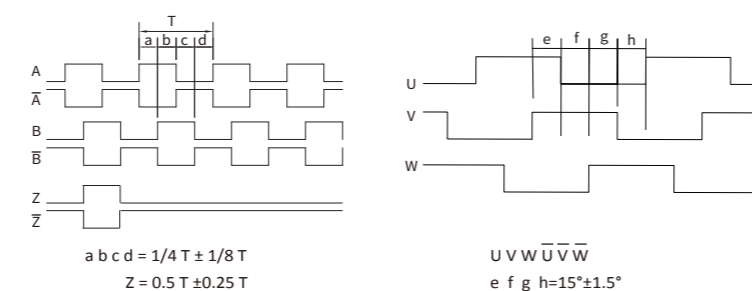 T
a b c d
A
A̅
B
B̅
Z
Z̅
a b c d = 1/4 T ± 1/8 T
Z = 0.5 T ±0.25 T
e f g h
U
V
W
U V W U̅ V̅ W̅
e f g h=15°±1.5°